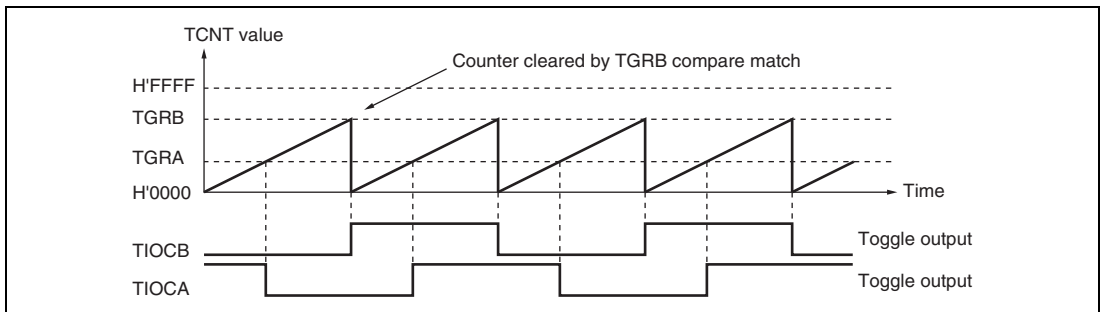 TCNT value
Counter cleared by TGRB compare match
H'FFFF
TGRB
TGRA
H'0000
Time
TIOCB
Toggle output
TIOCA
Toggle output